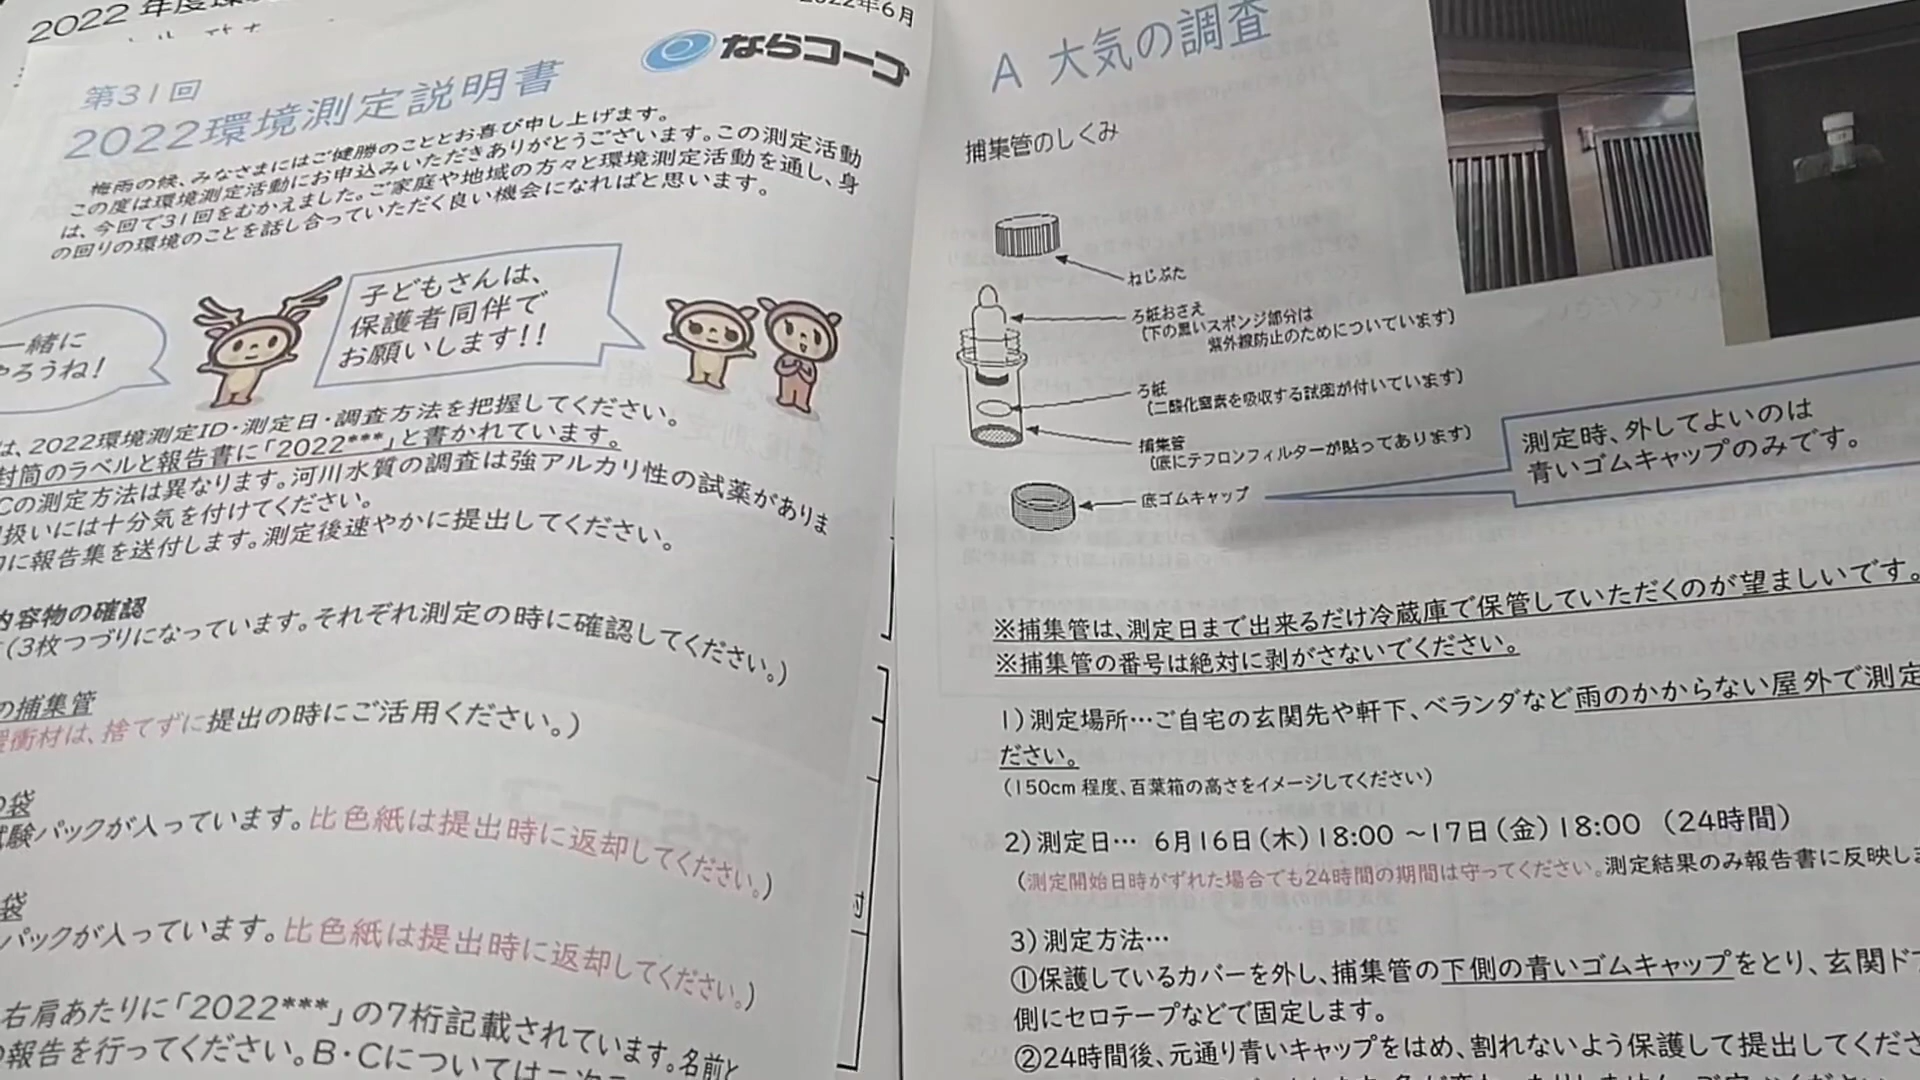 2022年度
2022年6月
ならコープ
第31回
2022環境測定説明書
梅雨の候、みなさまにはご健勝のこととお喜び申し上げます。
この度は環境測定活動にお申込みいただきありがとうございます。この測定活動
は、今回で31回をむかえました。ご家庭や地域の方々と環境測定活動を通し、身
の回りの環境のことを話し合っていただく良い機会になればと思います。
一緒に
やろうね!
子どもさんは、
保護者同伴で
お願いします!!
は、2022環境測定ID・測定日・調査方法を把握してください。
封筒のラベルと報告書に「2022***」と書かれています。
Cの測定方法は異なります。河川水質の調査は強アルカリ性の試薬がありま
扱いには十分気を付けてください。
に報告集を送付します。測定後速やかに提出してください。
内容物の確認
(3枚つづりになっています。それぞれ測定の時に確認してください。)
の捕集管
衝材は、捨てずに提出の時にご活用ください。)
袋
試験パックが入っています。比色紙は提出時に返却してください。)
袋
パックが入っています。比色紙は提出時に返却してください。)
右肩あたりに「2022***」の7桁記載されています。名前と
報告を行ってください。B・Cについては
A 大気の調査
捕集管のしくみ
ねじぶた
ろ紙おさえ
(下の黒いスポンジ部分は
紫外線防止のためについています)
ろ紙
(二酸化窒素を吸収する試薬が付いています)
捕集管
(底にテフロンフィルターが貼ってあります)
底ゴムキャップ
測定時、外してよいのは
青いゴムキャップのみです。
※捕集管は、測定日まで出来るだけ冷蔵庫で保管していただくのが望ましいです。
※捕集管の番号は絶対に剥がさないでください。
1)測定場所…ご自宅の玄関先や軒下、ベランダなど雨のかからない屋外で測定
ださい。
(150cm 程度、百葉箱の高さをイメージしてください)
2)測定日… 6月16日(木)18:00 ~17日(金)18:00 (24時間)
(測定開始日時がずれた場合でも24時間の期間は守ってください。測定結果のみ報告書に反映しま
3)測定方法…
①保護しているカバーを外し、捕集管の下側の青いゴムキャップをとり、玄関ドア
側にセロテープなどで固定します。
②24時間後、元通り青いキャップをはめ、割れないよう保護して提出してくださ